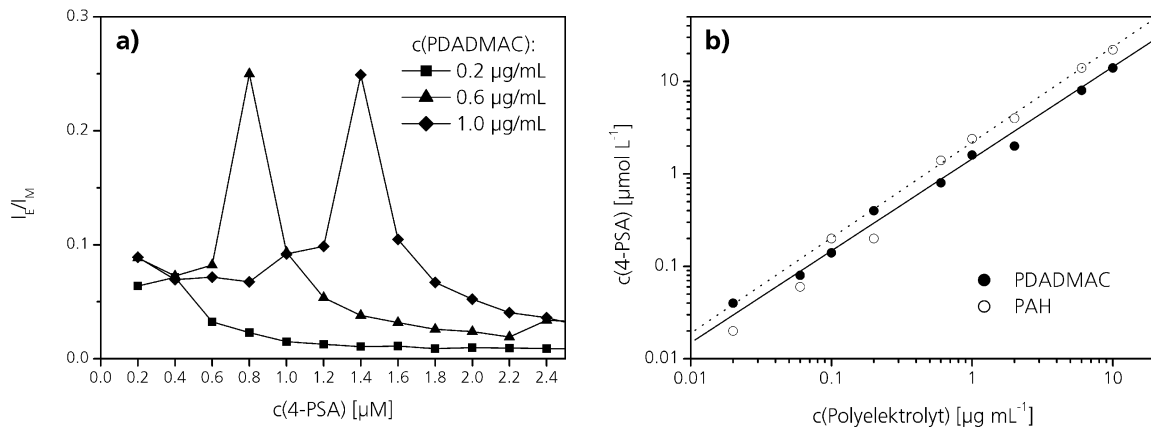 a)
c(PDADMAC):
0.2 µg/mL
0.6 µg/mL
1.0 µg/mL
0.3
0.2
0.1
0.0
I_E/I_M
0.0 0.2 0.4 0.6 0.8 1.0 1.2 1.4 1.6 1.8 2.0 2.2 2.4
c(4-PSA) [µM]
b)
10
1
0.1
0.01
c(4-PSA) [µmol L⁻¹]
PDADMAC
PAH
0.01 0.1 1 10
c(Polyelektrolyt) [µg mL⁻¹]